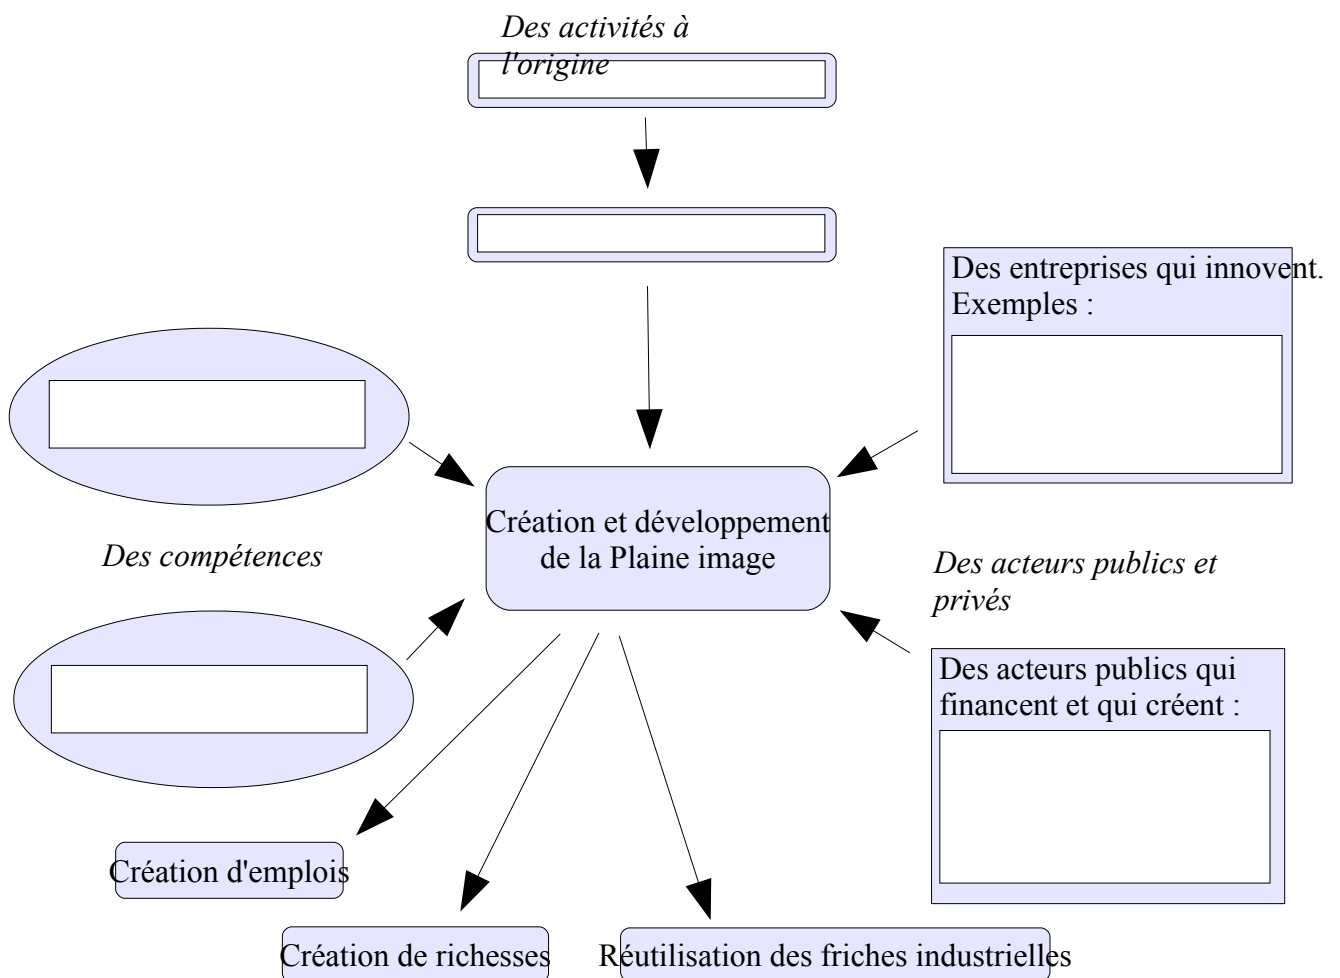 Des activités à
l'origine
Des entreprises qui innovent.
Exemples :
Création et développement
de la Plaine image
Des compétences
Des acteurs publics et
privés
Des acteurs publics qui
financent et qui créent :
Création d'emplois
Création de richesses
Réutilisation des friches industrielles